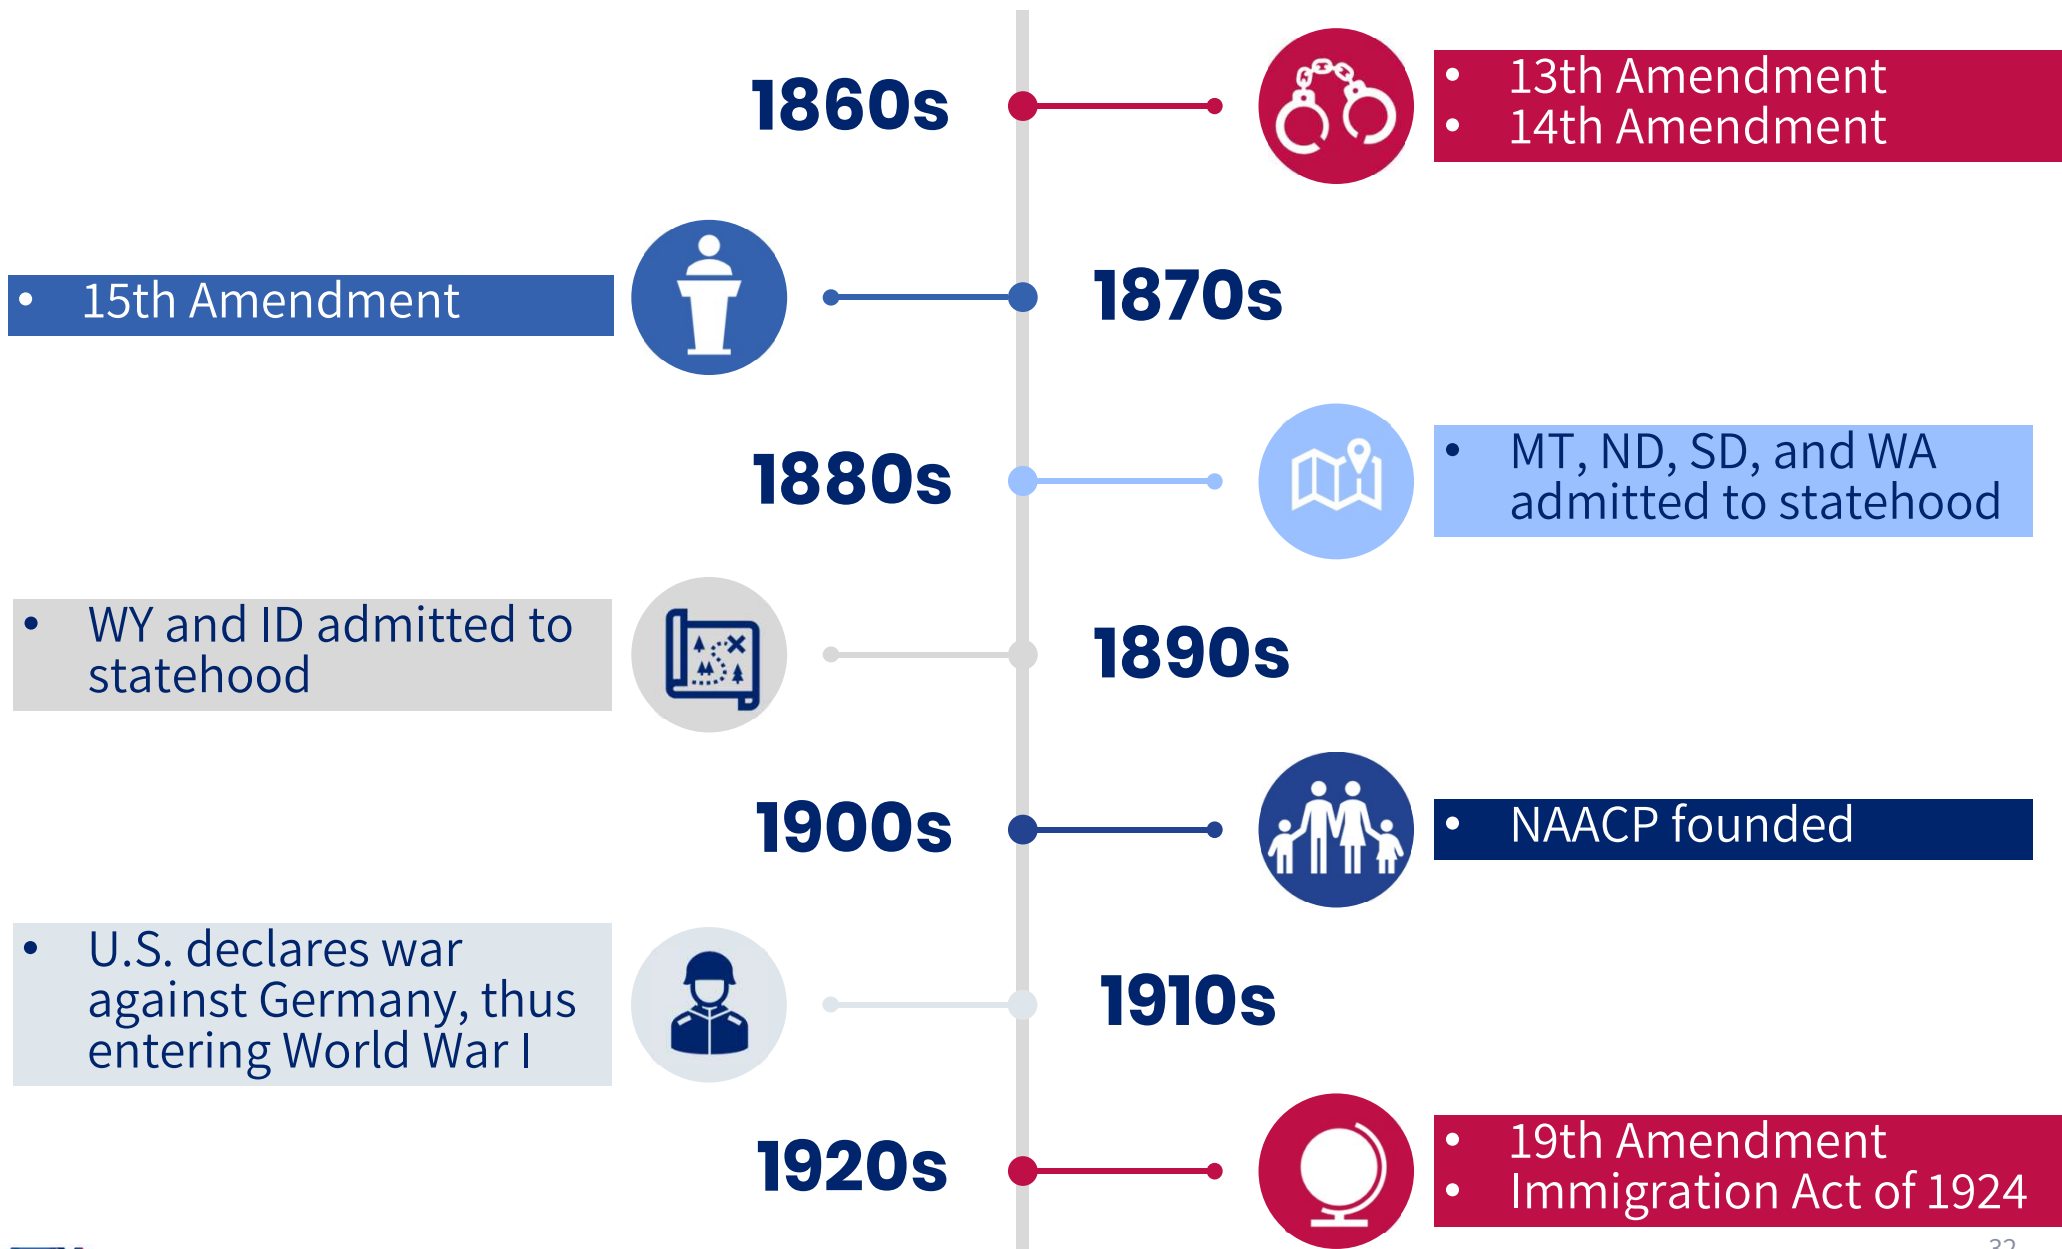 1860s
• 13th Amendment
• 14th Amendment
• 15th Amendment
1870s
1880s
• MT, ND, SD, and WA
admitted to statehood
• WY and ID admitted to
statehood
1890s
1900s
• NAACP founded
• U.S. declares war
against Germany, thus
entering World War I
1910s
1920s
• 19th Amendment
• Immigration Act of 1924
32